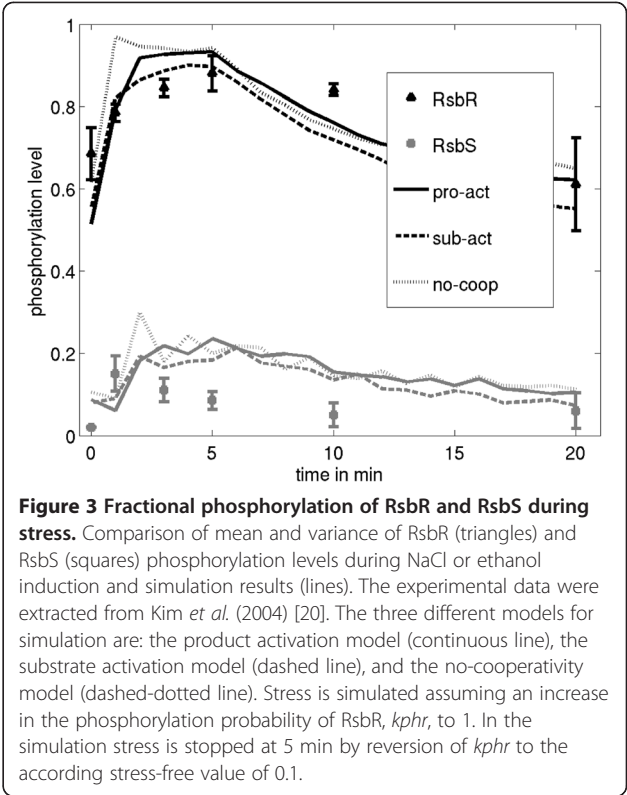 1
0.8
0.6
0.4
0.2
0
phosphorylation level
0
5
10
15
20
time in min
RsbR
RsbS
pro-act
sub-act
no-coop
Figure 3 Fractional phosphorylation of RsbR and RsbS during
stress. Comparison of mean and variance of RsbR (triangles) and
RsbS (squares) phosphorylation levels during NaCl or ethanol
induction and simulation results (lines). The experimental data were
extracted from Kim et al. (2004) [20]. The three different models for
simulation are: the product activation model (continuous line), the
substrate activation model (dashed line), and the no-cooperativity
model (dashed-dotted line). Stress is simulated assuming an increase
in the phosphorylation probability of RsbR, kphr, to 1. In the
simulation stress is stopped at 5 min by reversion of kphr to the
according stress-free value of 0.1.